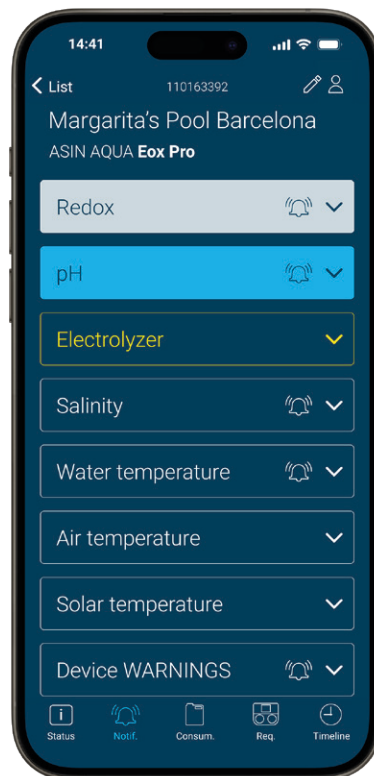 14:41
List 110163392
Margarita's Pool Barcelona
ASIN AQUA Eox Pro
Redox
pH
Electrolyzer
Salinity
Water temperature
Air temperature
Solar temperature
Device WARNINGS
i
Status Notif. Consum. Req. Timeline